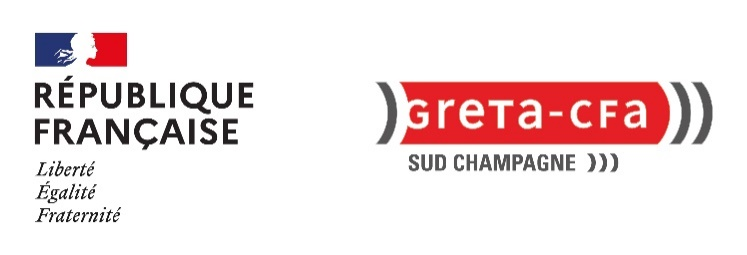 RÉPUBLIQUE
FRANÇAISE
Liberté
Égalité
Fraternité
GRETA-CFA
SUD CHAMPAGNE